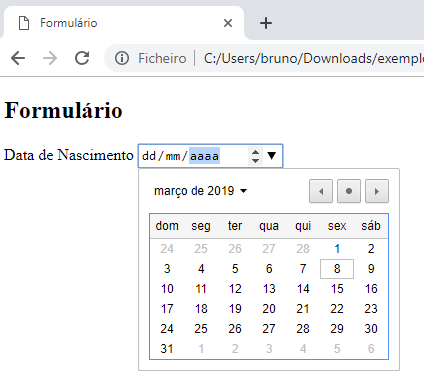 Formulário
Ficheiro C:/Users/bruno/Downloads/exempl
Formulário
Data de Nascimento dd/mm/aaaa
março de 2019
dom seg ter qua qui sex sáb
24 25 26 27 28 1 2
3 4 5 6 7 8 9
10 11 12 13 14 15 16
17 18 19 20 21 22 23
24 25 26 27 28 29 30
31 1 2 3 4 5 6